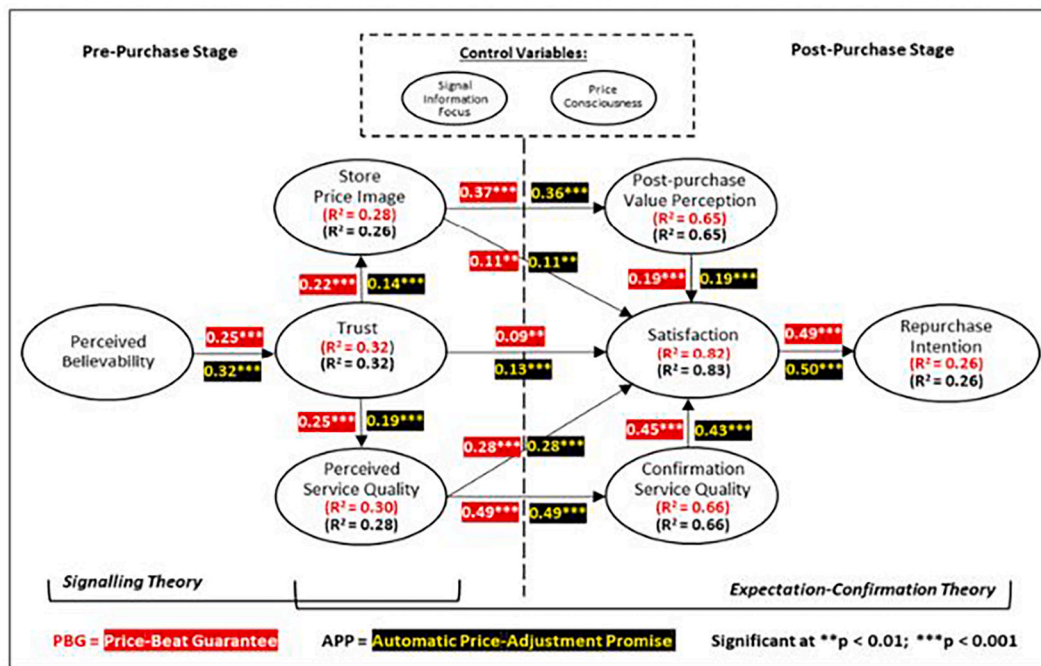 Pre-Purchase Stage
Control Variables:
Post-Purchase Stage
Signal
Information
Focus
Price
Consciousness
Store
Price Image
(R² = 0.28)
(R² = 0.26)
0.37***
0.36***
Post-purchase
Value Perception
(R² = 0.65)
(R² = 0.65)
0.11**
0.11**
0.22***
0.14***
0.19***
0.19***
Perceived
Believability
0.25***
0.32***
Trust
(R² = 0.32)
(R² = 0.32)
0.09**
0.13***
Satisfaction
(R² = 0.82)
(R² = 0.83)
0.49***
0.50***
Repurchase
Intention
(R² = 0.26)
(R² = 0.26)
0.25***
0.19***
0.28***
0.28***
0.45***
0.43***
Perceived
Service Quality
(R² = 0.30)
(R² = 0.28)
0.49***
0.49***
Confirmation
Service Quality
(R² = 0.66)
(R² = 0.66)
Signalling Theory
Expectation-Confirmation Theory
PBG = Price-Beat Guarantee
APP = Automatic Price-Adjustment Promise
Significant at **p < 0.01; ***p < 0.001